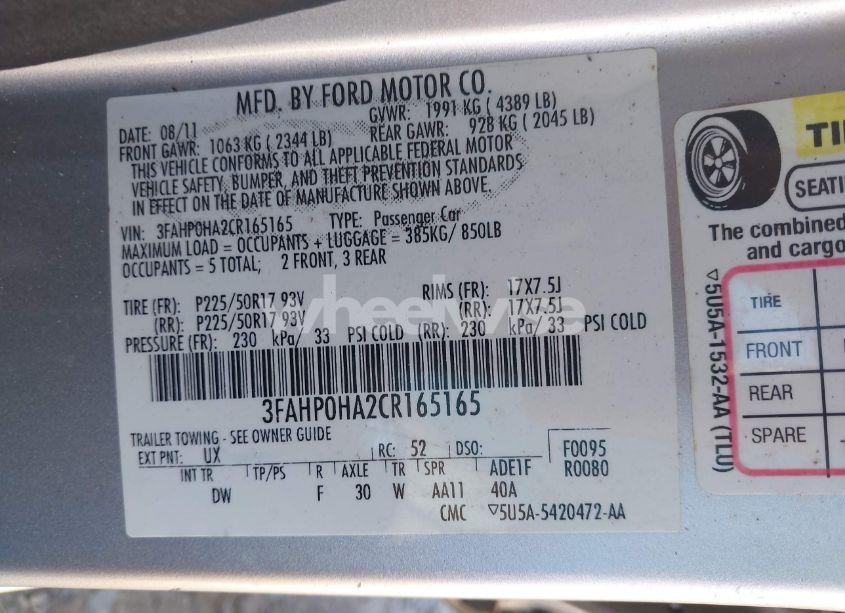 MFD. BY FORD MOTOR CO.
DATE: 08/11 GVWR: 1991 KG ( 4389 LB)
FRONT GAWR: 1063 KG ( 2344 LB) REAR GAWR: 928 KG ( 2045 LB)
THIS VEHICLE CONFORMS TO ALL APPLICABLE FEDERAL MOTOR
VEHICLE SAFETY, BUMPER, AND THEFT PREVENTION STANDARDS
IN EFFECT ON THE DATE OF MANUFACTURE SHOWN ABOVE.
VIN: 3FAHP0HA2CR165165 TYPE: Passenger Car
MAXIMUM LOAD = OCCUPANTS + LUGGAGE = 385KG/ 850LB
OCCUPANTS = 5 TOTAL; 2 FRONT, 3 REAR
TIRE (FR): P225/50R17 93V RIMS (FR): 17X7.5J
(RR): P225/50R17 93V (RR): 17X7.5J
PRESSURE (FR): 230 kPa/ 33 PSI COLD (RR): 230 kPa/ 33 PSI COLD
wheelwise
3FAHP0HA2CR165165
TRAILER TOWING - SEE OWNER GUIDE
EXT PNT: UX RC: 52 DSO: F0095
INT TR TP/PS R AXLE TR SPR ADE1F R0080
DW F 30 W AA11 40A
CMC ▽5U5A-5420472-AA
SEATI
The combined
and cargo
TIRE
FRONT
REAR
SPARE
▽5U5A-1532-AA (TLU)